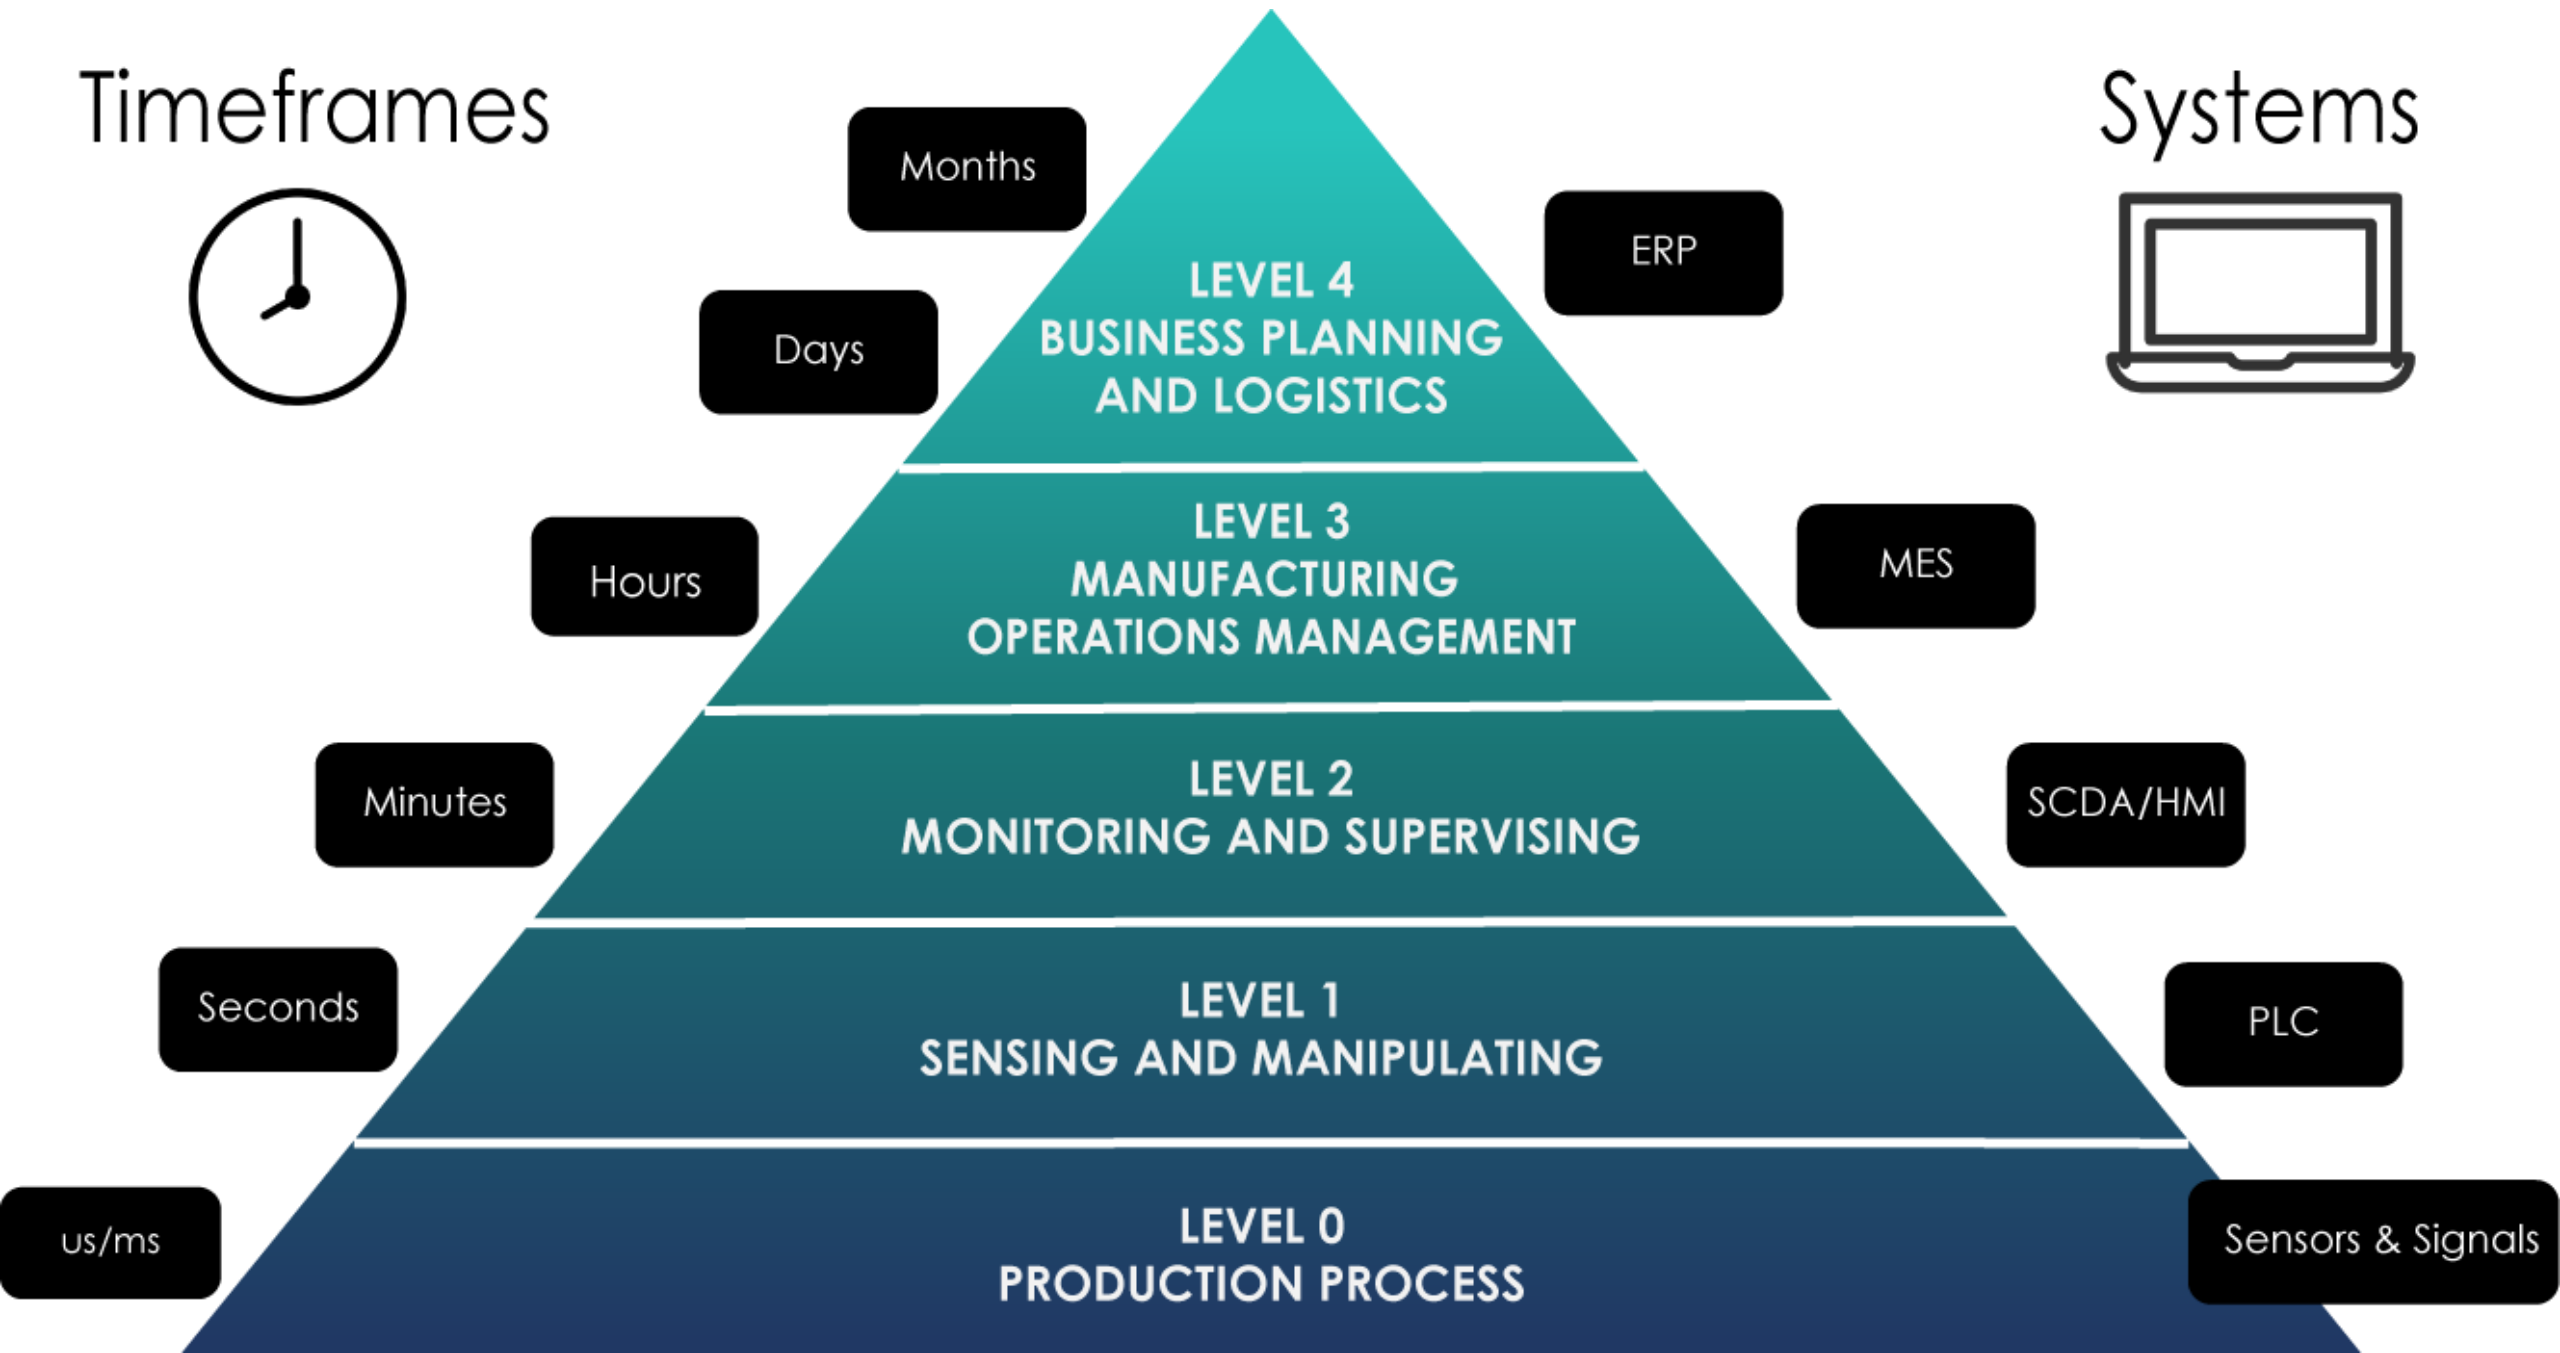 Timeframes
Systems
Months
ERP
LEVEL 4
BUSINESS PLANNING
AND LOGISTICS
Days
LEVEL 3
MANUFACTURING
OPERATIONS MANAGEMENT
Hours
MES
LEVEL 2
MONITORING AND SUPERVISING
Minutes
SCDA/HMI
LEVEL 1
SENSING AND MANIPULATING
Seconds
PLC
LEVEL 0
PRODUCTION PROCESS
us/ms
Sensors & Signals